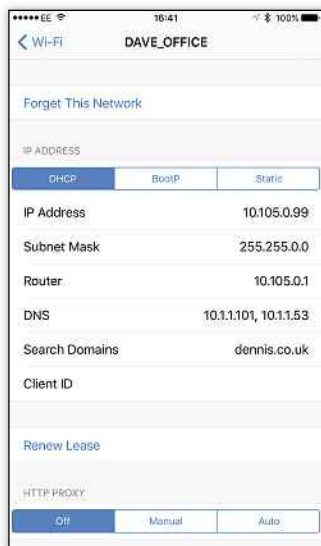 EE 16:41 100%
Wi-Fi DAVE_OFFICE
Forget This Network
IP ADDRESS
DHCP BootP Static
IP Address 10.105.0.99
Subnet Mask 255.255.0.0
Router 10.105.0.1
DNS 10.1.1.101, 10.1.1.53
Search Domains dennis.co.uk
Client ID
Renew Lease
HTTP PROXY
Off Manual Auto